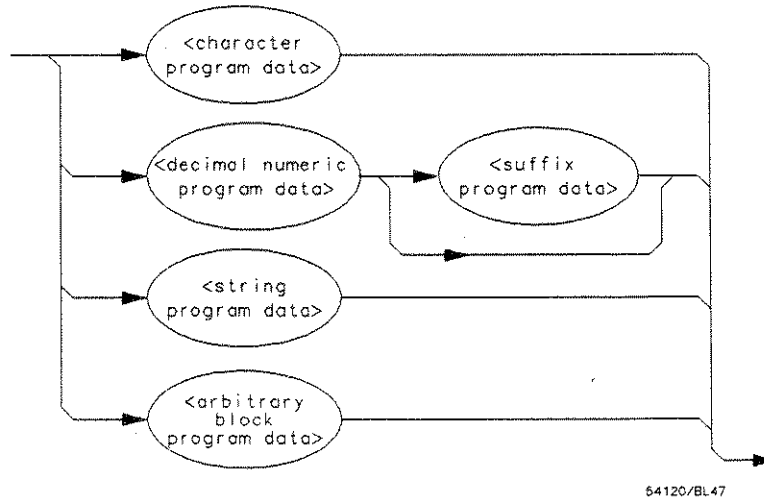 <character
program data>
<decimal numeric
program data>
<suffix
program data>
<string
program data>
<arbitrary
block
program data>
54120/BL47